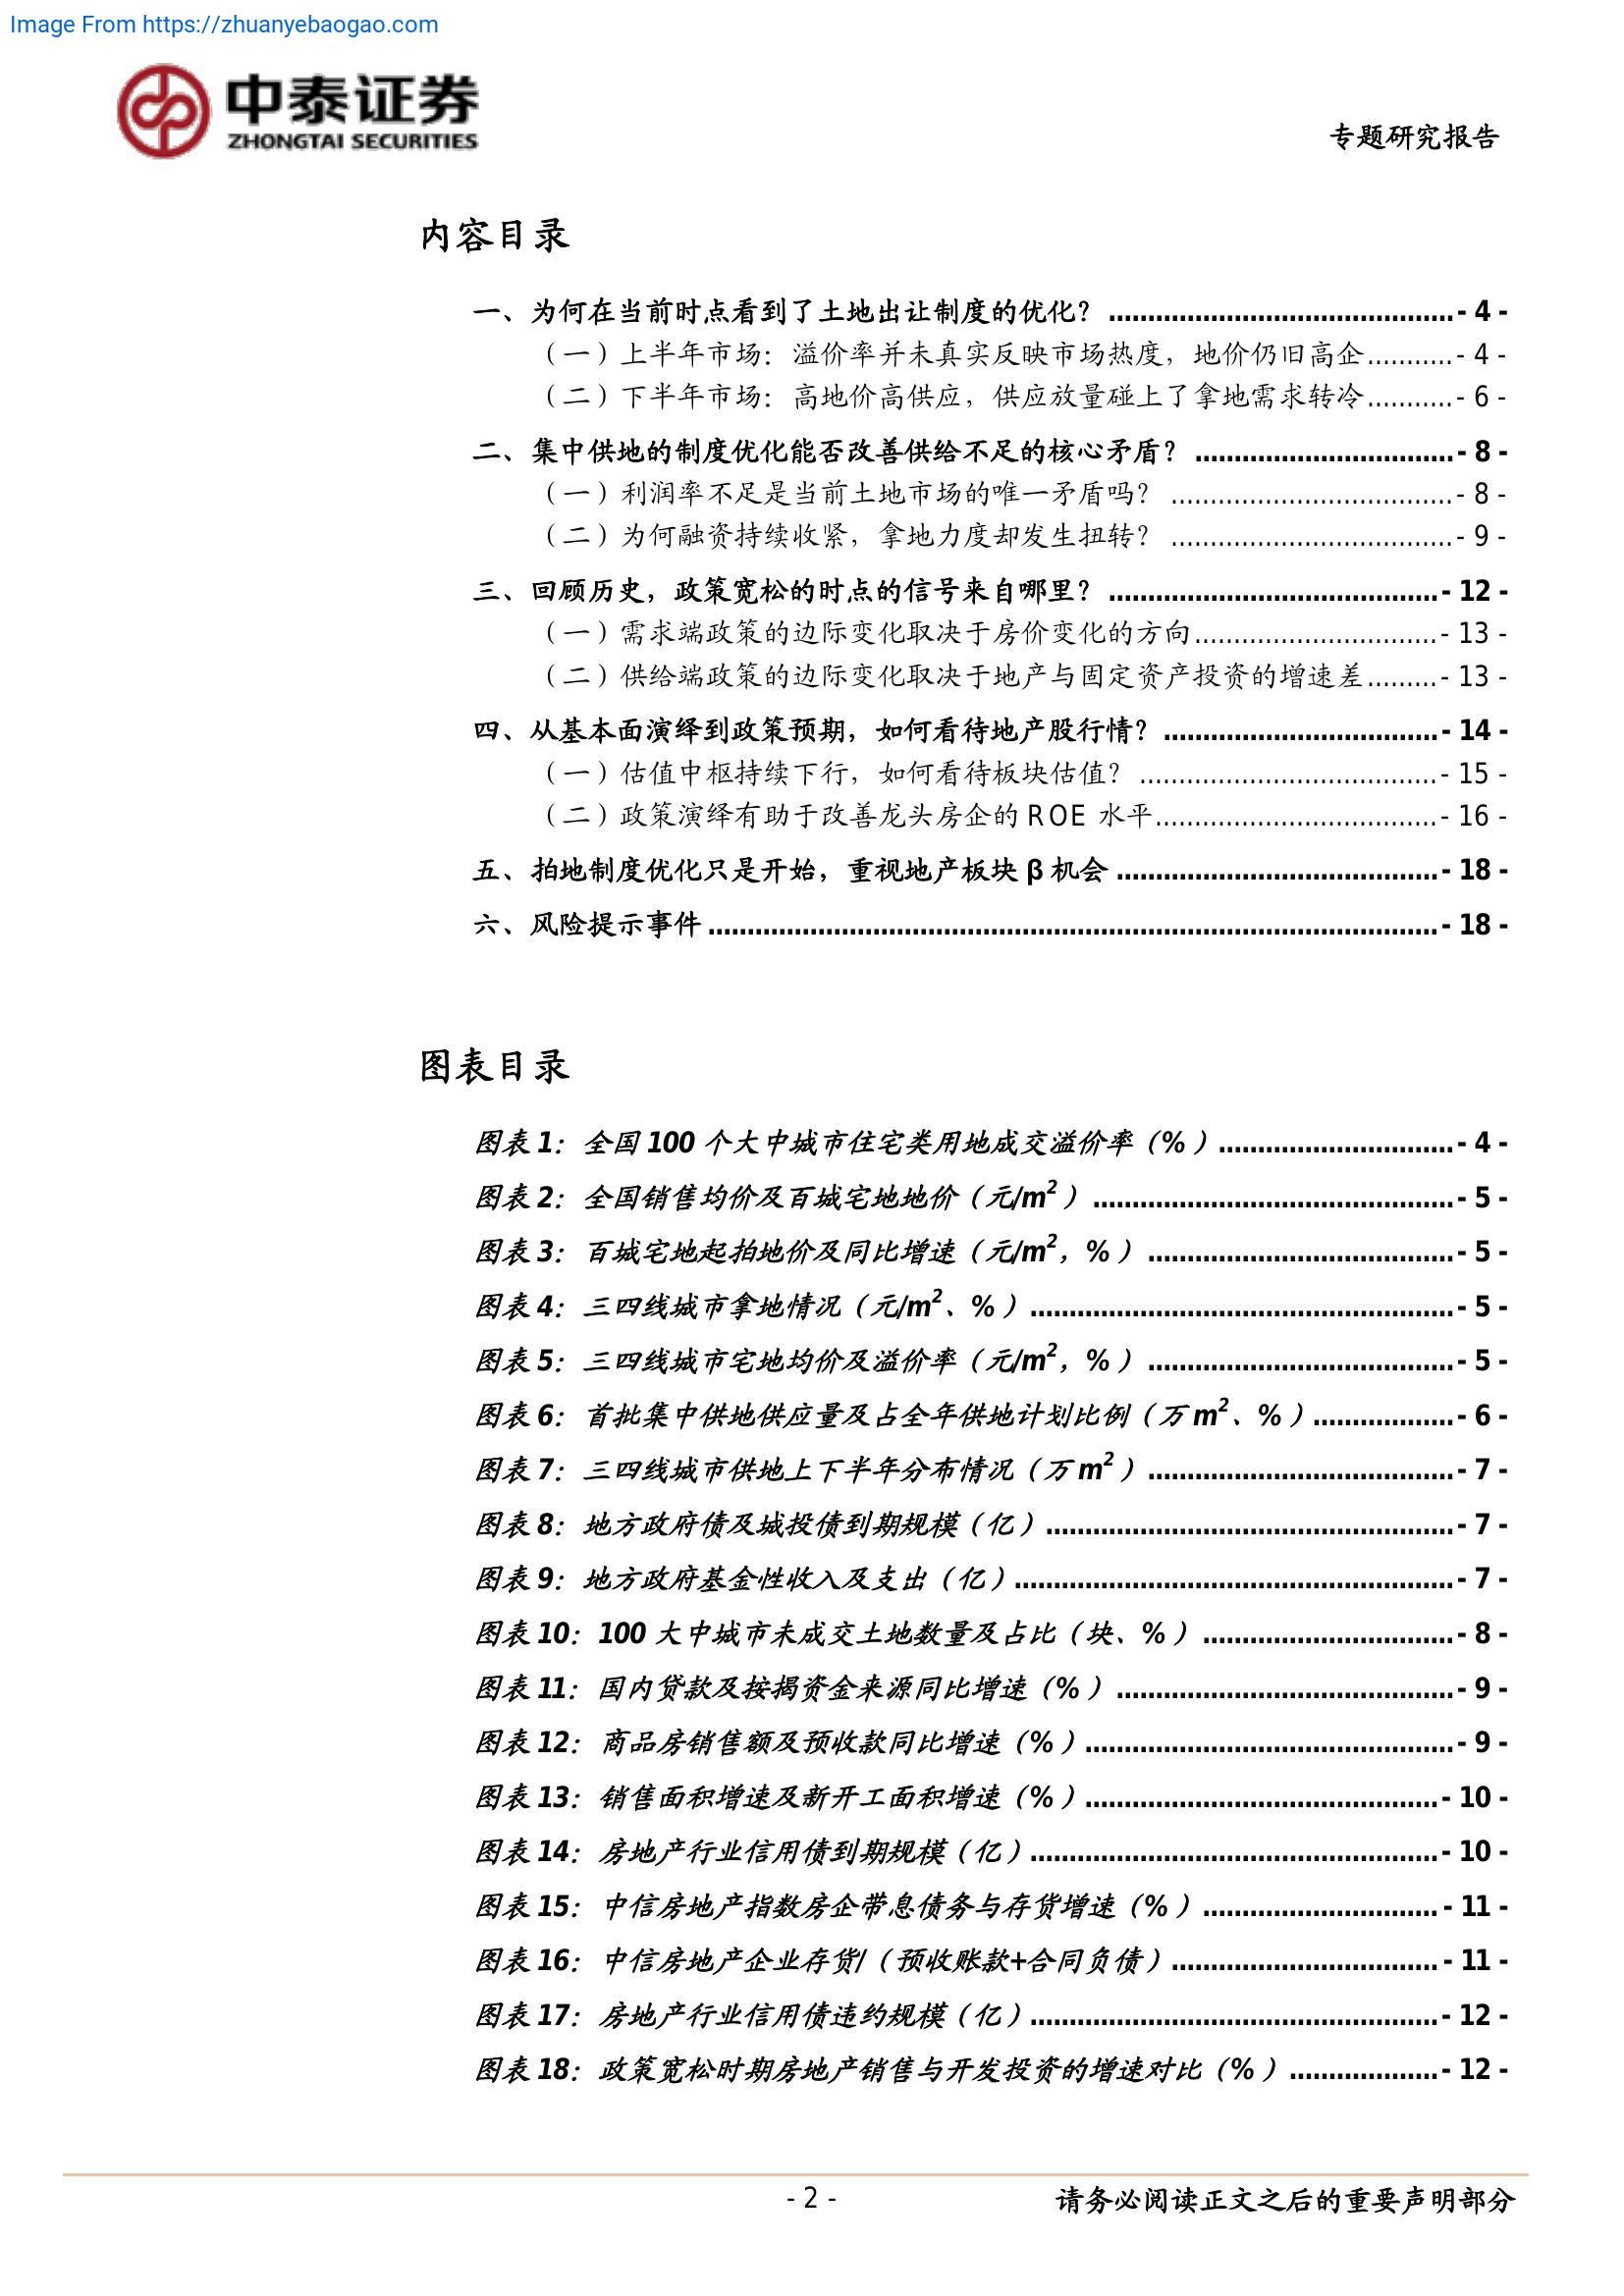 Image From https://zhuanyebaogao.com
中泰证券
ZHONGTAI SECURITIES
专题研究报告
内容目录
一、为何在当前时点看到了土地出让制度的优化？ ............................................ - 4 -
（一）上半年市场：溢价率并未真实反映市场热度，地价仍旧高企 ........... - 4 -
（二）下半年市场：高地价高供应，供应放量碰上了拿地需求转冷 ........... - 6 -
二、集中供地的制度优化能否改善供给不足的核心矛盾？ ................................. - 8 -
（一）利润率不足是当前土地市场的唯一矛盾吗？ .................................... - 8 -
（二）为何融资持续收紧，拿地力度却发生扭转？ .................................... - 9 -
三、回顾历史，政策宽松的时点的信号来自哪里？ .......................................... - 12 -
（一）需求端政策的边际变化取决于房价变化的方向 ............................... - 13 -
（二）供给端政策的边际变化取决于地产与固定资产投资的增速差 ......... - 13 -
四、从基本面演绎到政策预期，如何看待地产股行情？ ................................... - 14 -
（一）估值中枢持续下行，如何看待板块估值？ ...................................... - 15 -
（二）政策演绎有助于改善龙头房企的 ROE 水平 .................................... - 16 -
五、拍地制度优化只是开始，重视地产板块 β 机会 ......................................... - 18 -
六、风险提示事件 ............................................................................................. - 18 -
图表目录
图表 1：全国 100 个大中城市住宅类用地成交溢价率（%） .............................. - 4 -
图表 2：全国销售均价及百城宅地地价（元/m²） .............................................. - 5 -
图表 3：百城宅地起拍地价及同比增速（元/m²，%） ....................................... - 5 -
图表 4：三四线城市拿地情况（元/m²、%） ...................................................... - 5 -
图表 5：三四线城市宅地均价及溢价率（元/m²，%） ....................................... - 5 -
图表 6：首批集中供地供应量及占全年供地计划比例（万 m²、%） .................. - 6 -
图表 7：三四线城市供地上下半年分布情况（万 m²） ....................................... - 7 -
图表 8：地方政府债及城投债到期规模（亿） .................................................... - 7 -
图表 9：地方政府基金性收入及支出（亿） ........................................................ - 7 -
图表 10：100 大中城市未成交土地数量及占比（块、%） ................................ - 8 -
图表 11：国内贷款及按揭资金来源同比增速（%） ........................................... - 9 -
图表 12：商品房销售额及预收款同比增速（%） ............................................... - 9 -
图表 13：销售面积增速及新开工面积增速（%） ............................................. - 10 -
图表 14：房地产行业信用债到期规模（亿） .................................................... - 10 -
图表 15：中信房地产指数房企带息债务与存货增速（%） .............................. - 11 -
图表 16：中信房地产企业存货/（预收账款+合同负债） .................................. - 11 -
图表 17：房地产行业信用债违约规模（亿） .................................................... - 12 -
图表 18：政策宽松时期房地产销售与开发投资的增速对比（%） ................... - 12 -
- 2 -
请务必阅读正文之后的重要声明部分